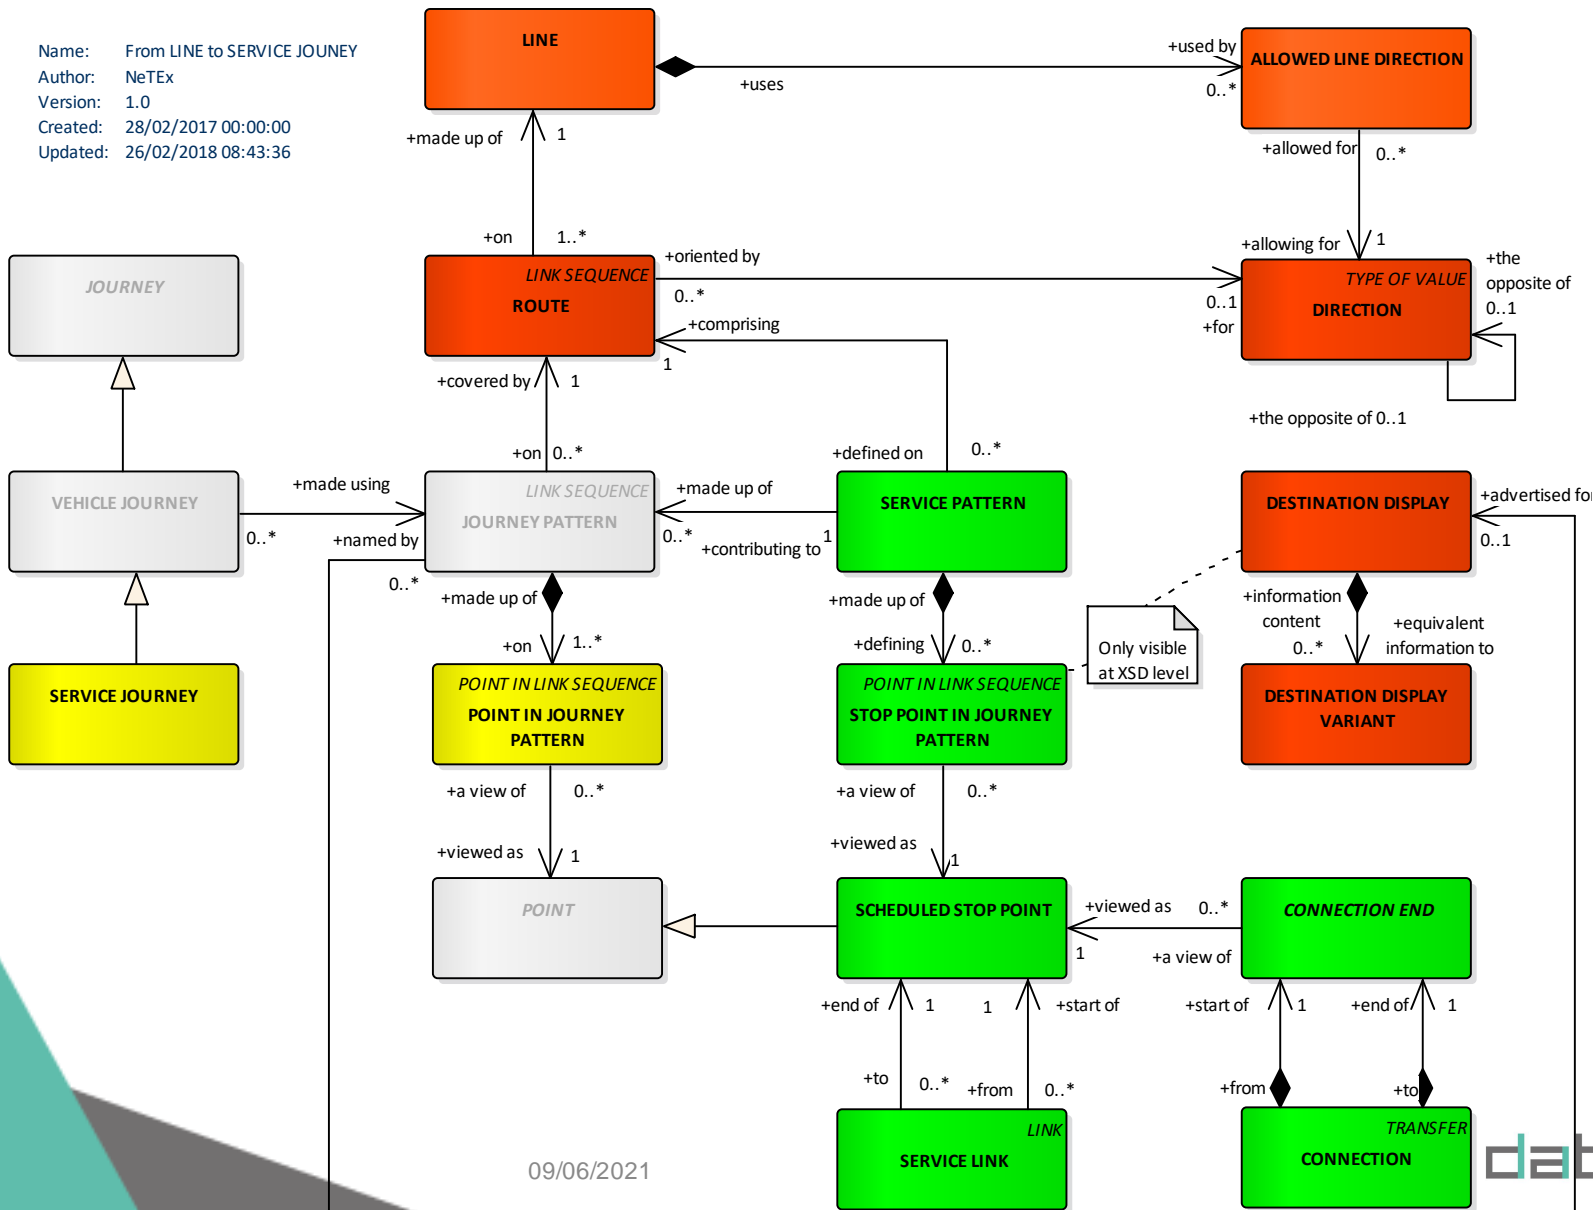 Name: From LINE to SERVICE JOUNEY
Author: NeTEx
Version: 1.0
Created: 28/02/2017 00:00:00
Updated: 26/02/2018 08:43:36
LINE
+uses
+used by
0..*
ALLOWED LINE DIRECTION
+made up of
1
+allowed for
0..*
+on
1..*
+oriented by
0..*
+allowing for
1
+the
opposite of
0..1
JOURNEY
LINK SEQUENCE
ROUTE
0..1
+for
TYPE OF VALUE
DIRECTION
+comprising
1
+covered by
1
+the opposite of 0..1
+on
0..*
+defined on
0..*
VEHICLE JOURNEY
+made using
0..*
+named by
0..*
LINK SEQUENCE
JOURNEY PATTERN
+made up of
0..*
+contributing to
1
SERVICE PATTERN
DESTINATION DISPLAY
+advertised for
0..1
+made up of
+on
1..*
+made up of
+defining
0..*
Only visible
at XSD level
+information
content
0..*
+equivalent
information to
SERVICE JOURNEY
POINT IN LINK SEQUENCE
POINT IN JOURNEY
PATTERN
POINT IN LINK SEQUENCE
STOP POINT IN JOURNEY
PATTERN
DESTINATION DISPLAY
VARIANT
+a view of
0..*
+a view of
0..*
+viewed as
1
+viewed as
1
POINT
SCHEDULED STOP POINT
+viewed as
0..*
1
+a view of
CONNECTION END
+end of
1
1
+start of
+start of
1
+end of
1
+to
0..*
+from
0..*
+from
+to
LINK
SERVICE LINK
TRANSFER
CONNECTION
09/06/2021